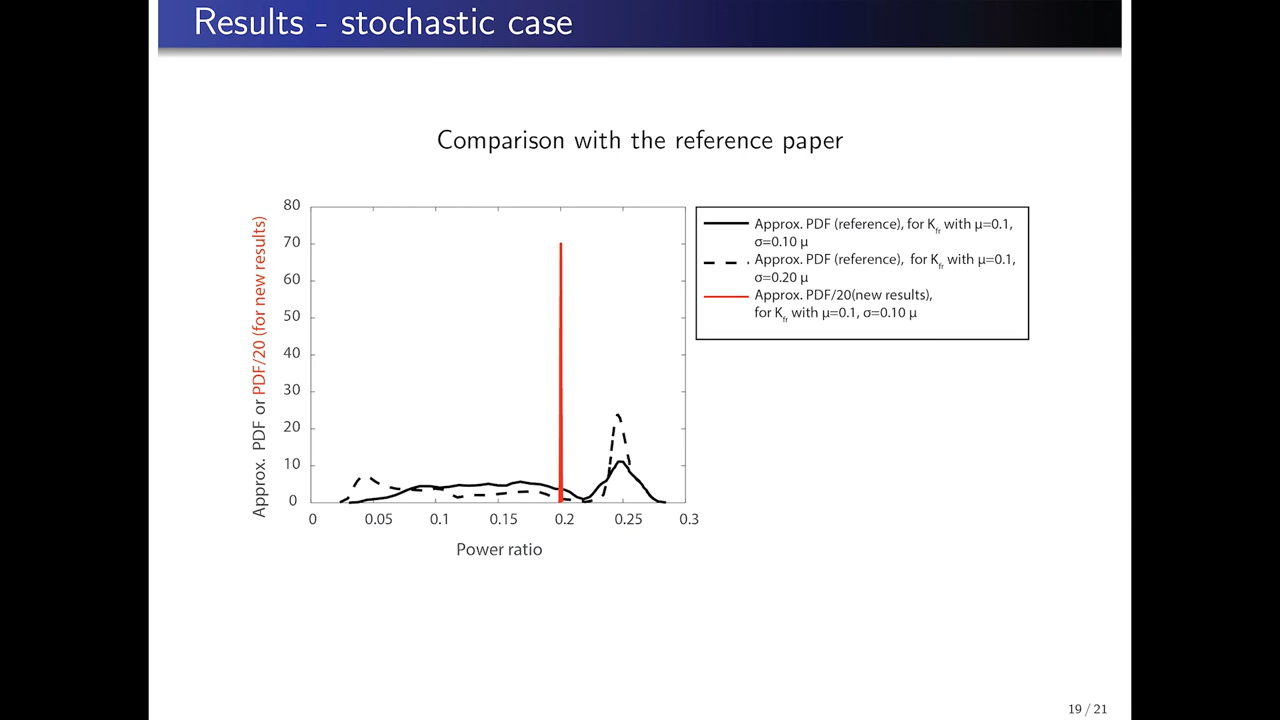 Results - stochastic case
Comparison with the reference paper
Approx. PDF or PDF/20 (for new results)
80
70
60
50
40
30
20
10
0
0 0.05 0.1 0.15 0.2 0.25 0.3
Power ratio
Approx. PDF (reference), for Kfr with μ=0.1,
σ=0.10 μ
Approx. PDF (reference), for Kfr with μ=0.1,
σ=0.20 μ
Approx. PDF/20(new results),
for Kfr with μ=0.1, σ=0.10 μ
19 / 21